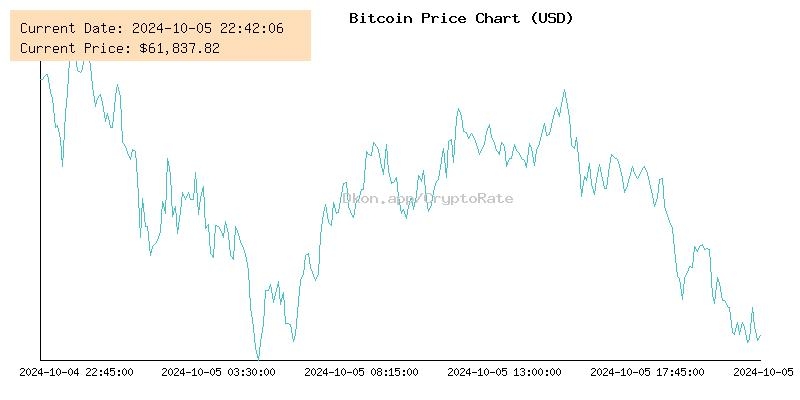 Bitcoin Price Chart (USD)
Current Date: 2024-10-05 22:42:06
Current Price: $61,837.82
Dkon.app/CryptoRate
2024-10-04 22:45:00 2024-10-05 03:30:00 2024-10-05 08:15:00 2024-10-05 13:00:00 2024-10-05 17:45:00 2024-10-05